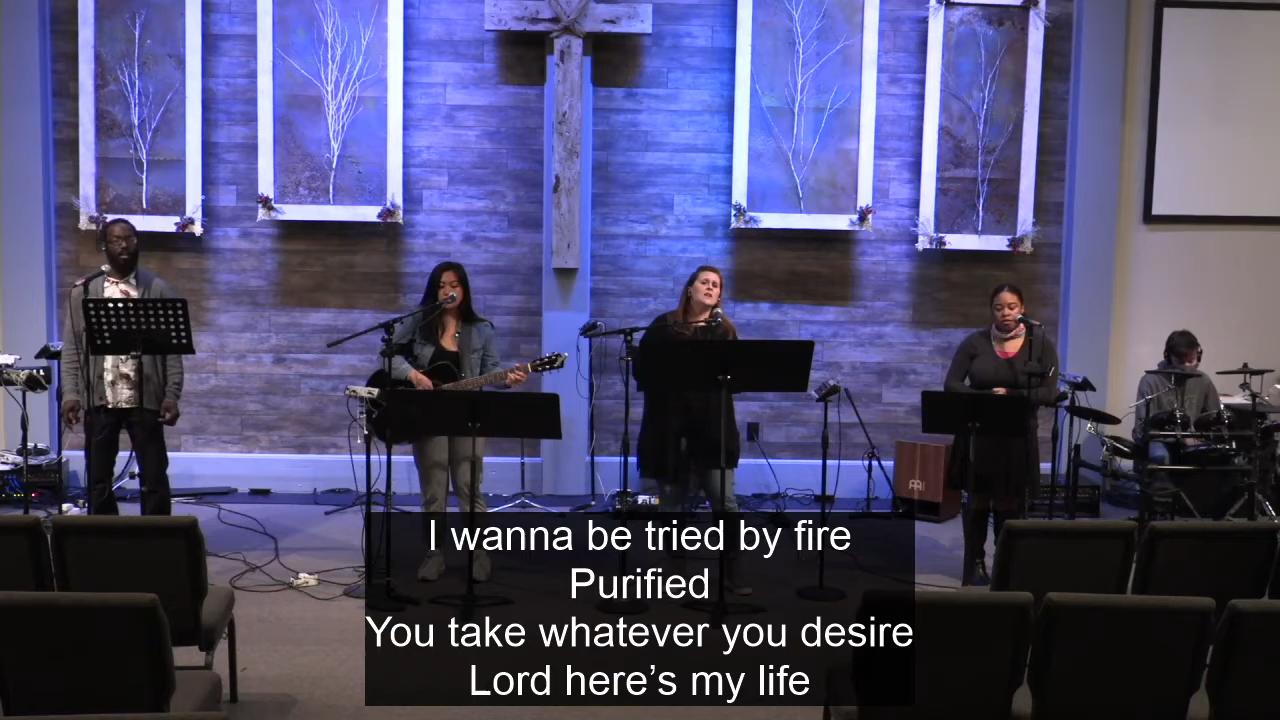 I wanna be tried by fire
Purified
You take whatever you desire
Lord here’s my life